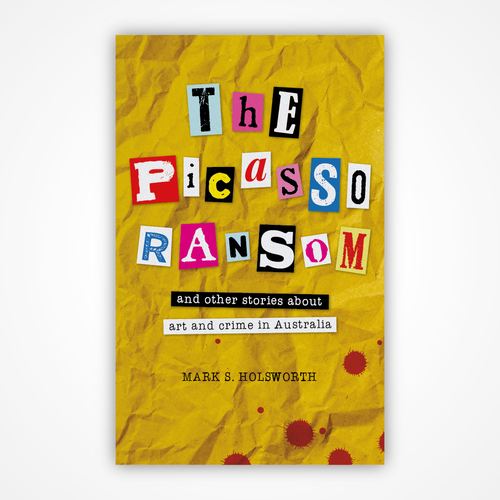 The
Picasso
RANSOM
and other stories about
art and crime in Australia
MARK S. HOLSWORTH